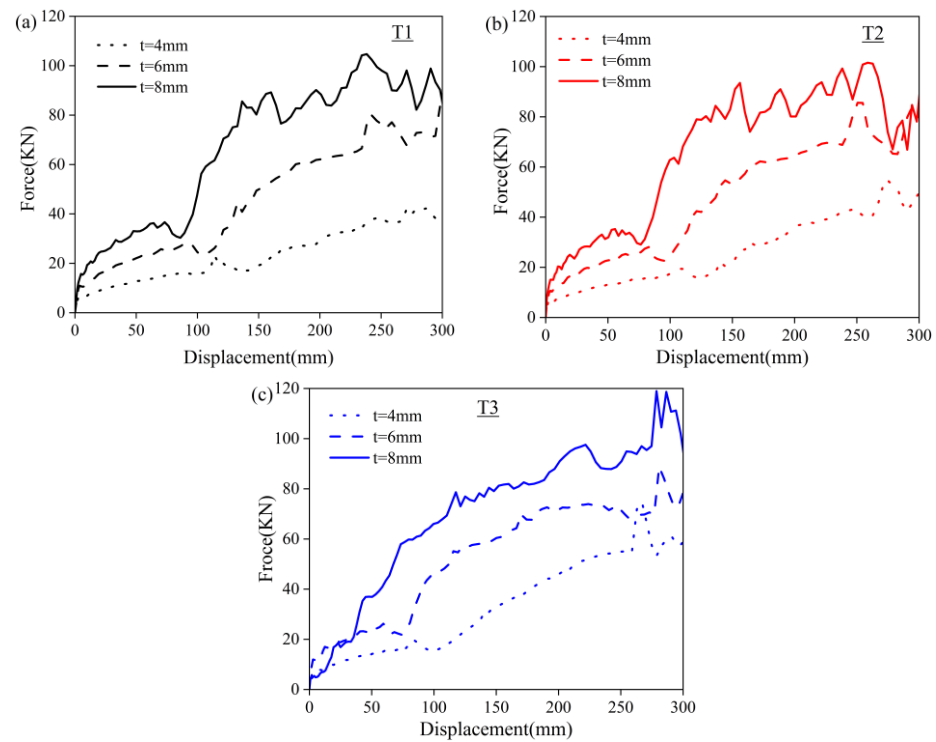 (a)
T1
t=4mm
t=6mm
t=8mm
Force(KN)
120
100
80
60
40
20
0
0 50 100 150 200 250 300
Displacement(mm)
(b)
T2
t=4mm
t=6mm
t=8mm
Force(KN)
120
100
80
60
40
20
0
0 50 100 150 200 250 300
Displacement(mm)
(c)
T3
t=4mm
t=6mm
t=8mm
Froce(KN)
120
100
80
60
40
20
0
0 50 100 150 200 250 300
Displacement(mm)